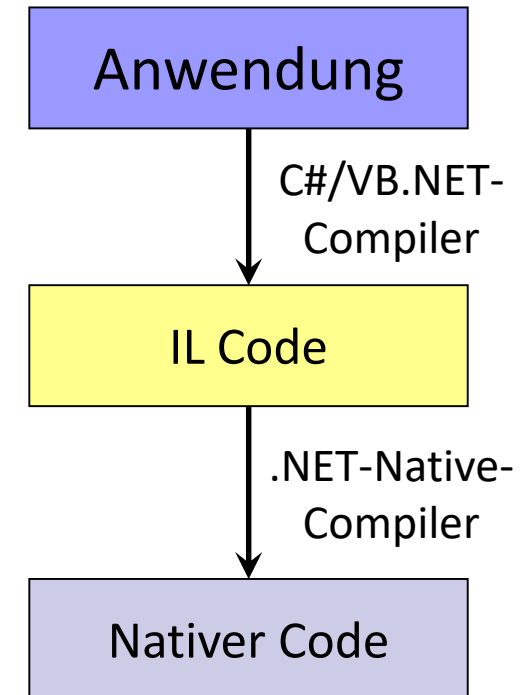 Anwendung
C#/VB.NET-
Compiler
IL Code
.NET-Native-
Compiler
Nativer Code